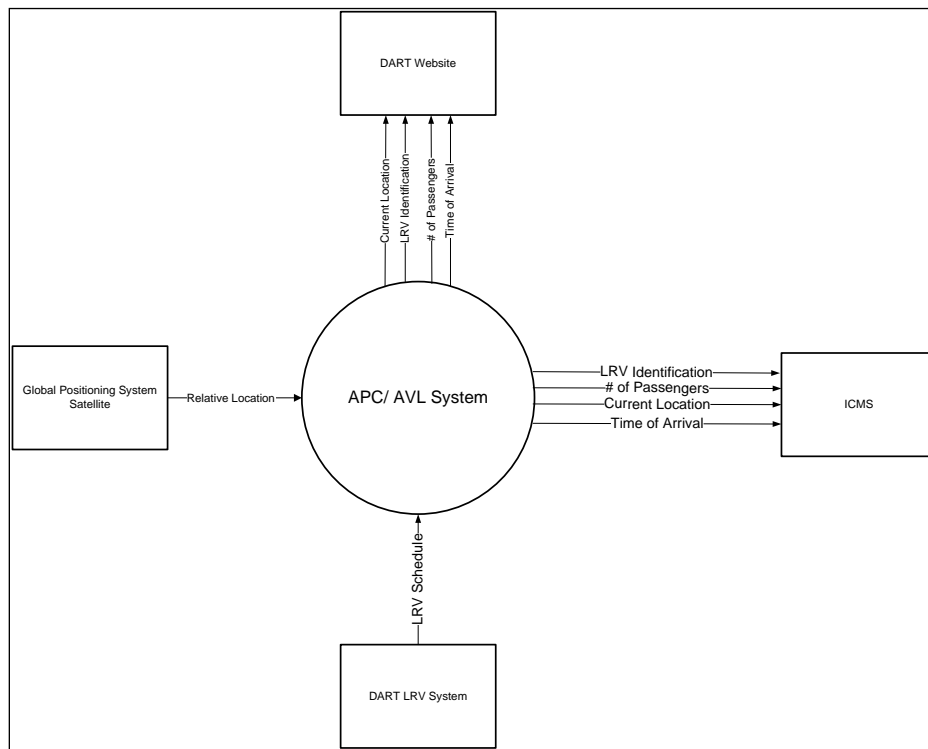 DART Website
Current Location
LRV Identification
# of Passengers
Time of Arrival
Global Positioning System
Satellite
Relative Location
APC/ AVL System
LRV Identification
# of Passengers
Current Location
Time of Arrival
ICMS
LRV Schedule
DART LRV System